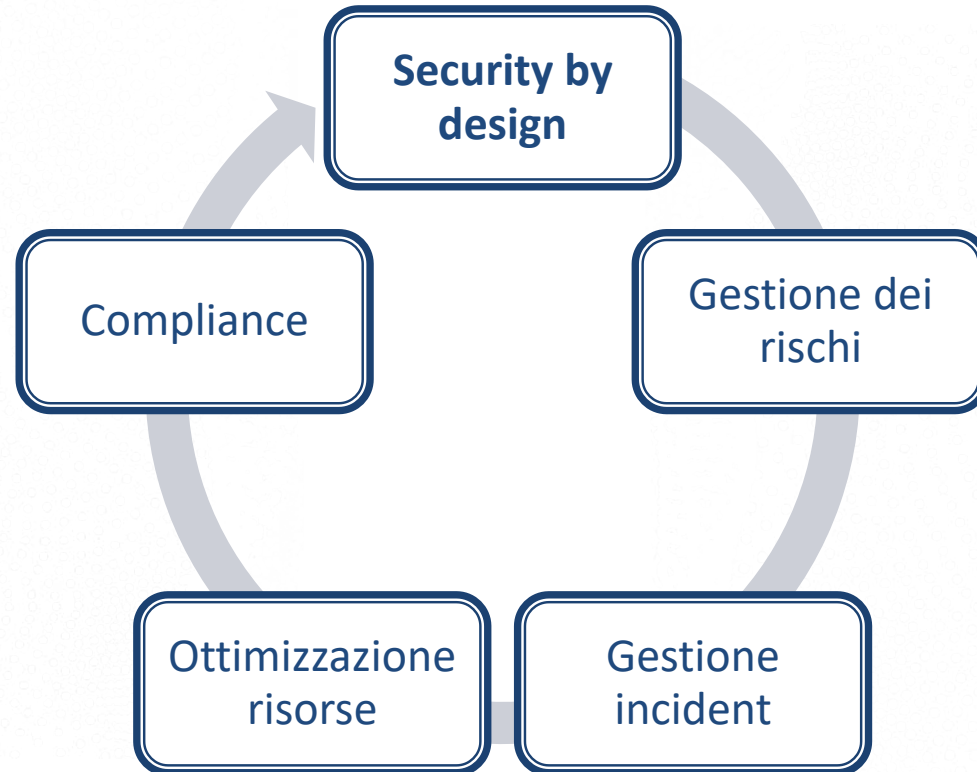 Security by
design
Gestione dei
rischi
Gestione
incident
Ottimizzazione
risorse
Compliance